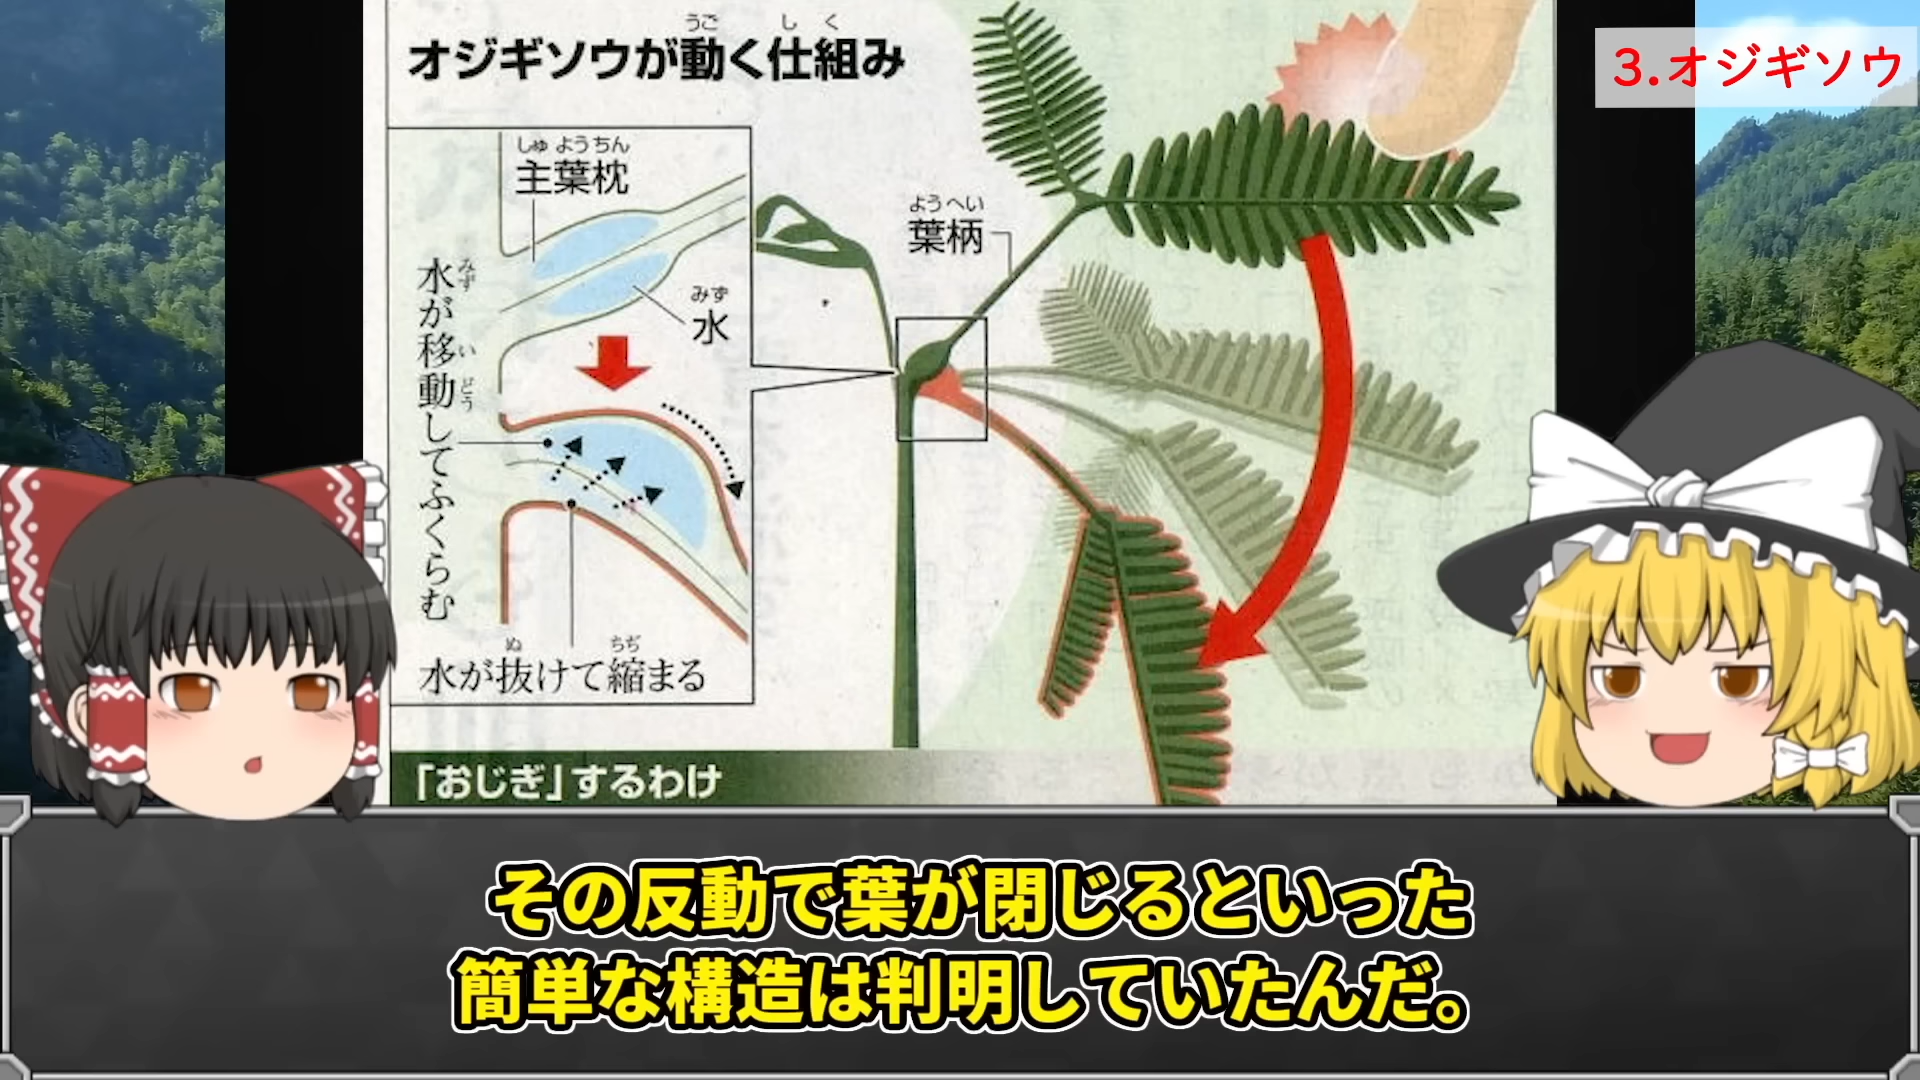 オジギソウが動く仕組み
うご
しく
3.オジギソウ
しゅようちん
主葉枕
ようへい
葉柄
みず
水
水が移動してふくらむ
みず
い
どう
水が抜けて縮まる
ぬ
ちぢ
「おじぎ」するわけ
その反動で葉が閉じるといった
簡単な構造は判明していたんだ。